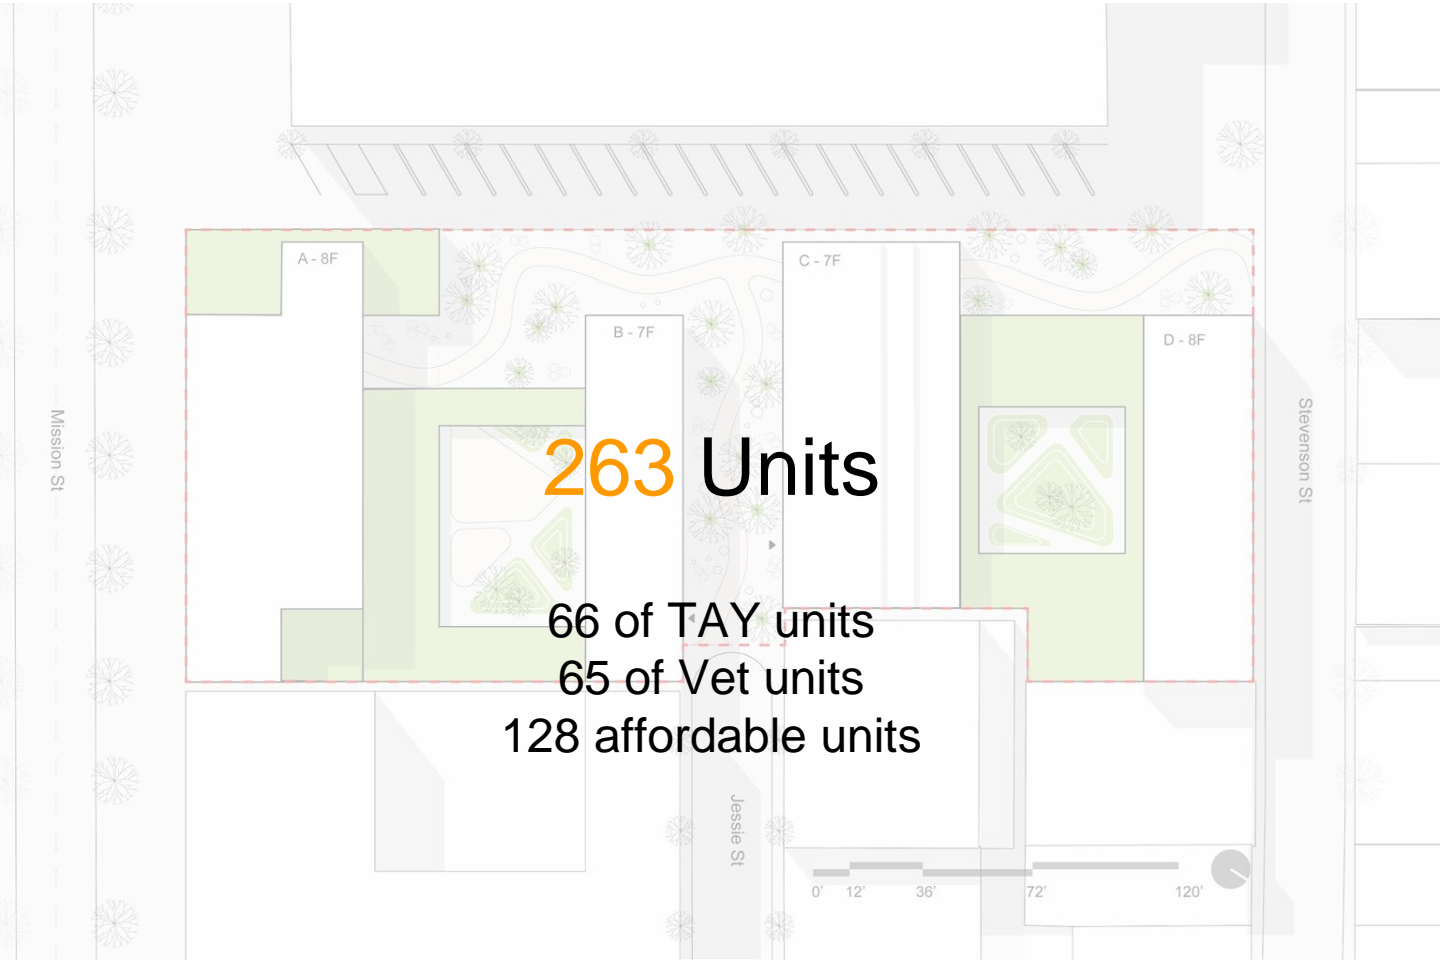 A - 8F
C - 7F
B - 7F
D - 8F
Mission St
Stevenson St
263 Units
66 of TAY units
65 of Vet units
128 affordable units
Jessie St
0' 12' 36' 72' 120'